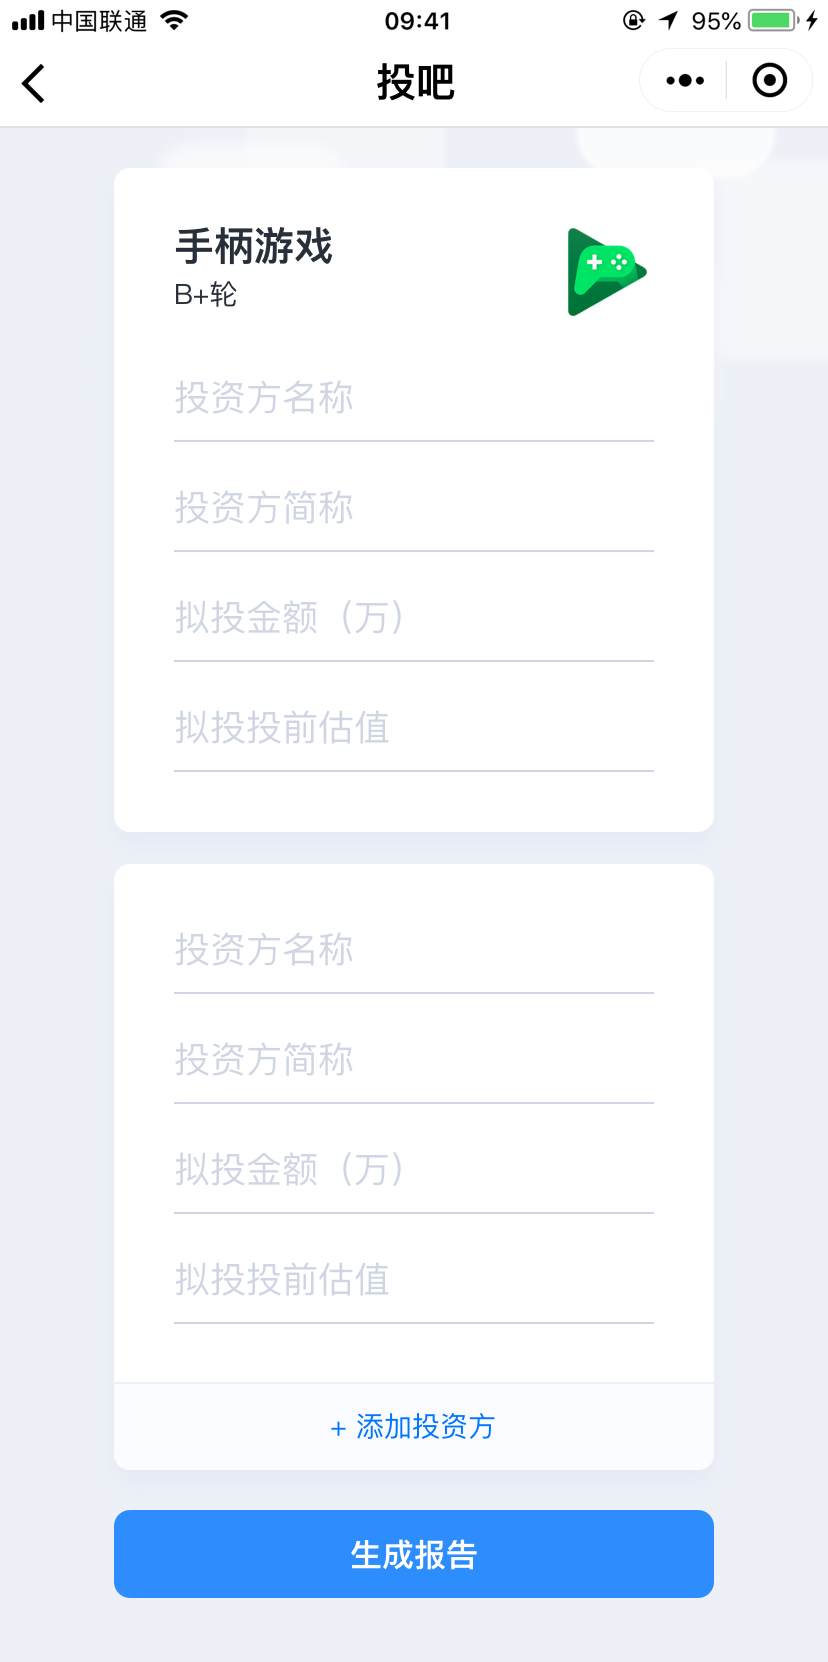 中国联通
09:41
95%
投吧
手柄游戏
B+轮
投资方名称
投资方简称
拟投金额（万）
拟投投前估值
投资方名称
投资方简称
拟投金额（万）
拟投投前估值
+ 添加投资方
生成报告